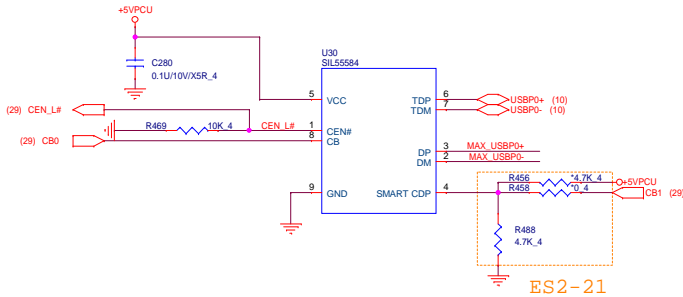 +5VPCU
C280
0.1U/10V/X5R_4
U30
SIL55584
5 VCC
TDP 6 USBP0+ (10)
TDM 7 USBP0- (10)
(29) CEN_L#
R469 10K_4 CEN_L# 1 CEN#
(29) CB0 8 CB
DP 3 MAX_USBP0+
DM 2 MAX_USBP0-
R456 *4.7K_4 +5VPCU
9 GND SMART CDP 4 R458 *0_4 CB1 (29)
R488
4.7K_4
ES2-21